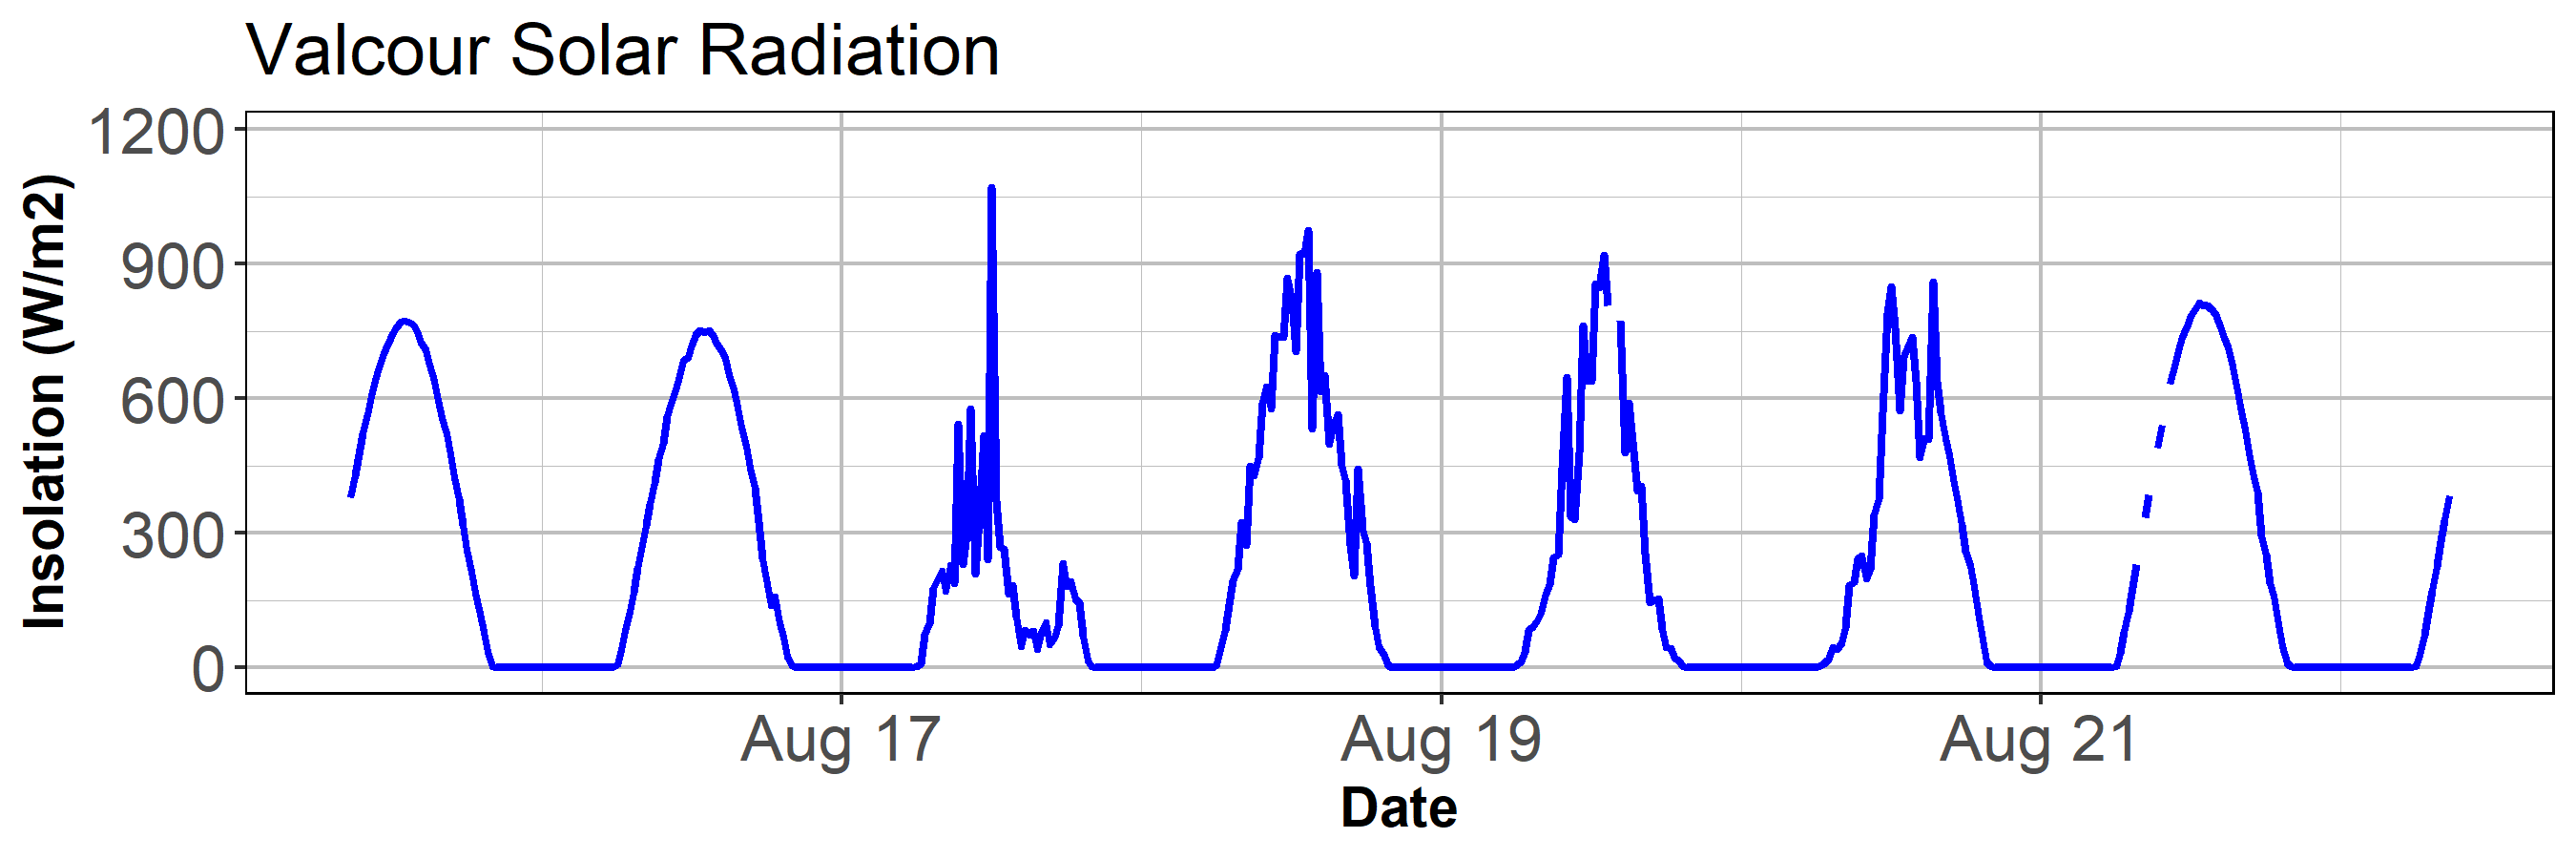 Valcour Solar Radiation
Insolation (W/m2)
1200
900
600
300
0
Aug 17 Aug 19 Aug 21
Date